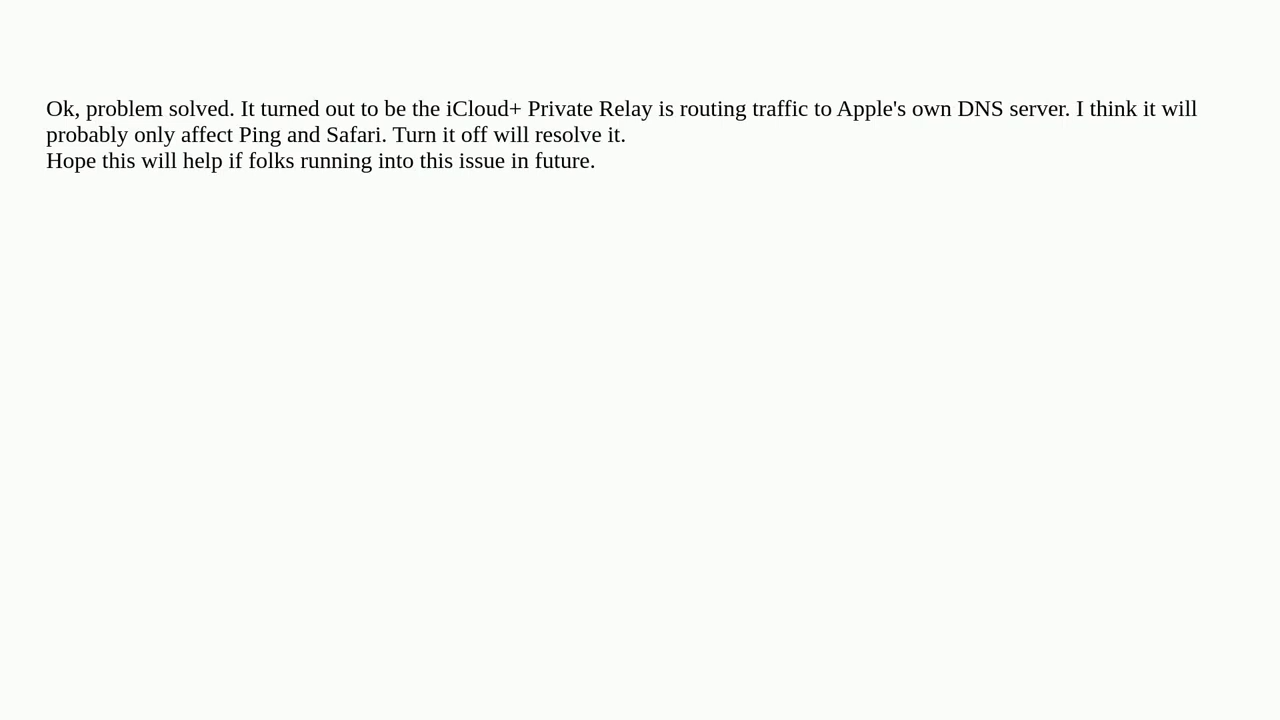 Ok, problem solved. It turned out to be the iCloud+ Private Relay is routing traffic to Apple's own DNS server. I think it will
probably only affect Ping and Safari. Turn it off will resolve it.
Hope this will help if folks running into this issue in future.